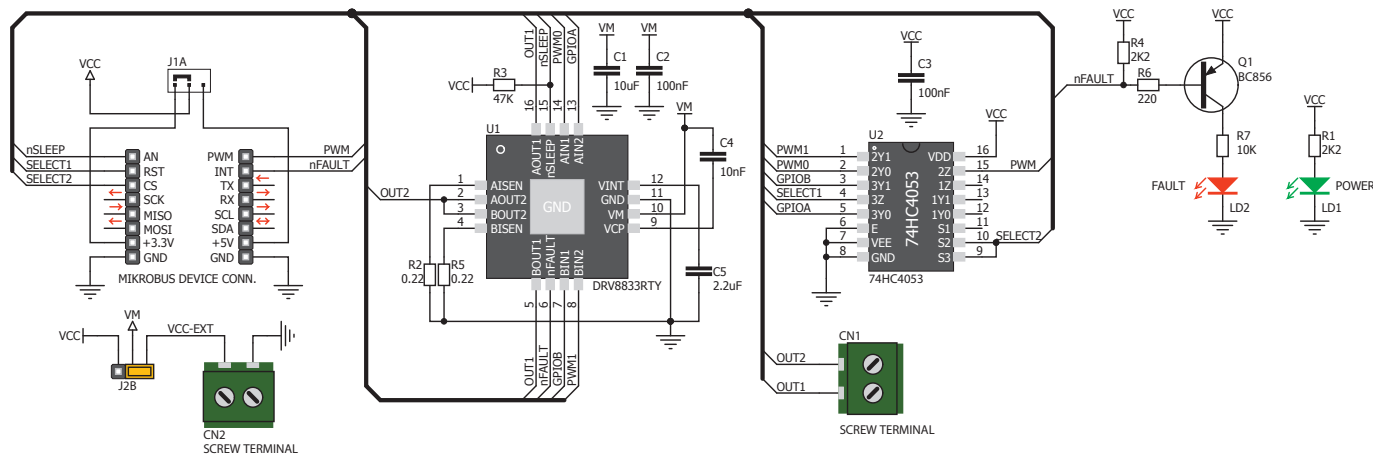 VCC
J1A
nSLEEP
SELECT1
SELECT2
AN
RST
CS
SCK
MISO
MOSI
+3.3V
GND
PWM
INT
TX
RX
SCL
SDA
+5V
GND
PWM
nFAULT
MIKROBUS DEVICE CONN.
VCC
VM
VCC-EXT
J2B
CN2
SCREW TERMINAL
OUT1
nSLEEP
PWM0
GPIOA
VCC
R3
47K
16
15
14
13
VM
C1
10uF
VM
C2
100nF
VM
C4
10nF
U1
AOUT1
nSLEEP
AIN1
AIN2
OUT2
1
2
3
4
AISEN
AOUT2
BOUT2
BISEN
GND
VINT
GND
VM
VCP
12
11
10
9
BOUT1
nFAULT
BIN1
BIN2
DRV8833RTY
R2
0.22
R5
0.22
C5
2.2uF
5
6
7
8
OUT1
nFAULT
GPIOB
PWM1
VCC
C3
100nF
VCC
U2
PWM1
PWM0
GPIOB
SELECT1
GPIOA
1
2
3
4
5
6
7
8
2Y1
2Y0
3Y1
3Z
3Y0
E
VEE
GND
74HC4053
VDD
2Z
1Z
1Y1
1Y0
S1
S2
S3
16
15
14
13
12
11
10
9
PWM
SELECT2
74HC4053
CN1
OUT2
OUT1
SCREW TERMINAL
VCC
R4
2K2
nFAULT
R6
220
VCC
Q1
BC856
R7
10K
FAULT
LD2
VCC
R1
2K2
POWER
LD1